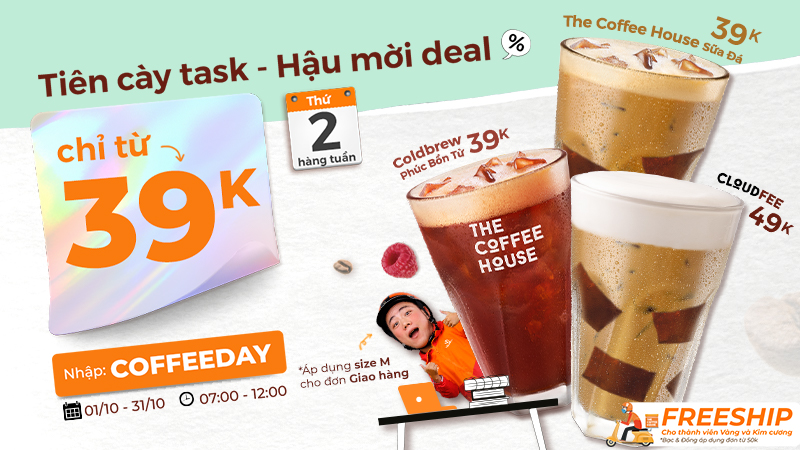 Tiên cày task - Hậu mời deal %
The Coffee House
Sữa Đá
39K
chỉ từ
39K
Thứ
2
hàng tuần
Coldbrew
Phúc Bồn Tử
39K
THE
COFFEE
HOUSE
CLOUDFEE
49K
Nhập: COFFEEDAY
01/10 - 31/10
07:00 - 12:00
*Áp dụng size M
cho đơn Giao hàng
FREESHIP
Cho thành viên Vàng và Kim cương
*Bạc & Đồng áp dụng đơn từ 50k